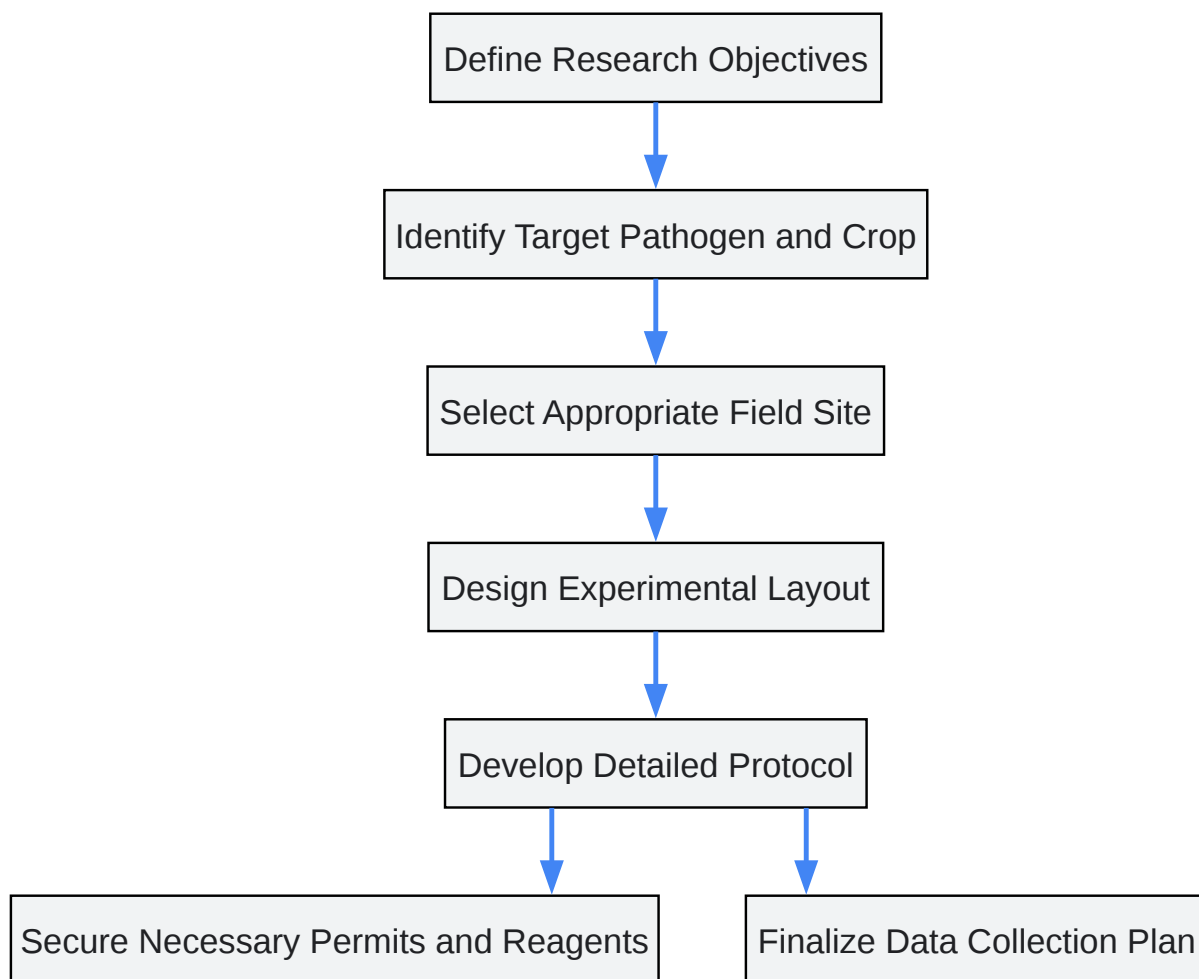 Define Research Objectives
Identify Target Pathogen and Crop
Select Appropriate Field Site
Design Experimental Layout
Develop Detailed Protocol
Secure Necessary Permits and Reagents
Finalize Data Collection Plan